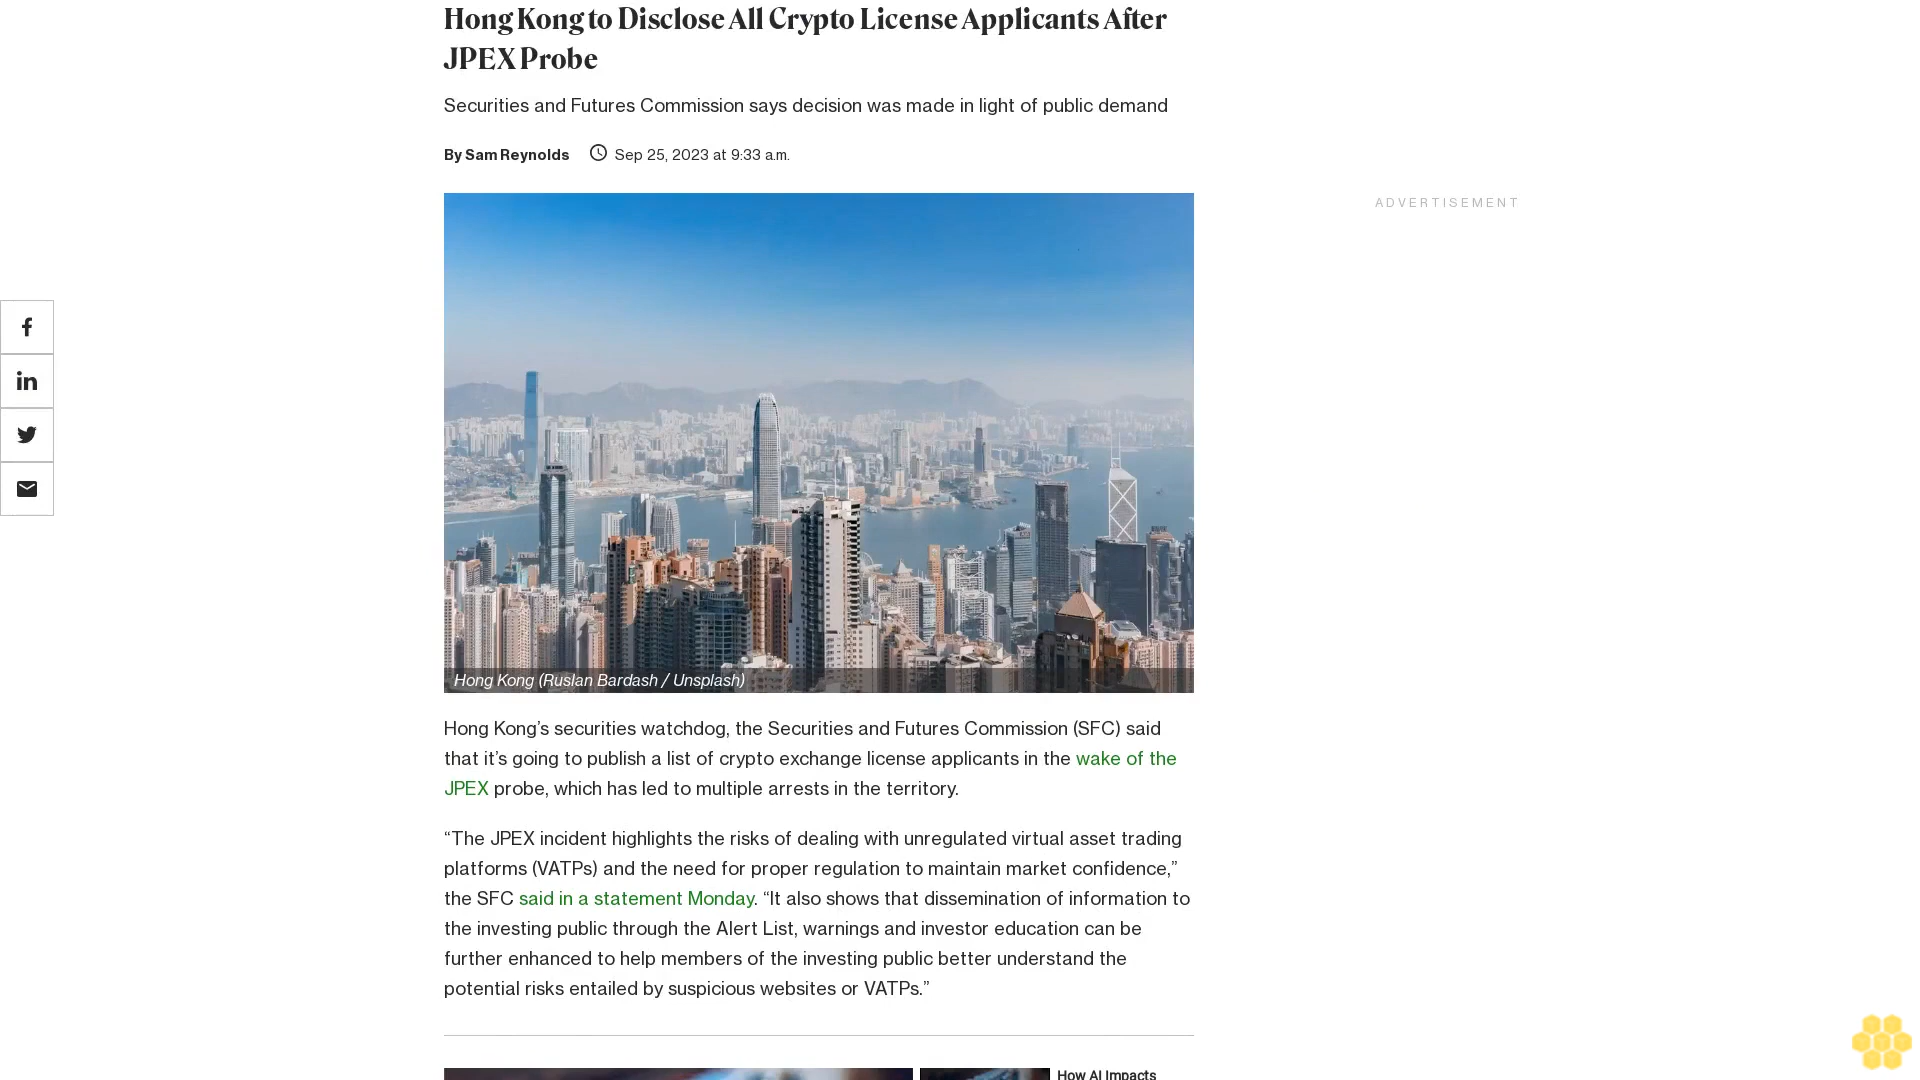 Hong Kong to Disclose All Crypto License Applicants After
JPEX Probe
Securities and Futures Commission says decision was made in light of public demand
By Sam Reynolds Sep 25, 2023 at 9:33 a.m.
ADVERTISEMENT
Hong Kong (Ruslan Bardash / Unsplash)
Hong Kong’s securities watchdog, the Securities and Futures Commission (SFC) said
that it’s going to publish a list of crypto exchange license applicants in the wake of the
JPEX probe, which has led to multiple arrests in the territory.
“The JPEX incident highlights the risks of dealing with unregulated virtual asset trading
platforms (VATPs) and the need for proper regulation to maintain market confidence,”
the SFC said in a statement Monday. “It also shows that dissemination of information to
the investing public through the Alert List, warnings and investor education can be
further enhanced to help members of the investing public better understand the
potential risks entailed by suspicious websites or VATPs.”
How AI Impacts